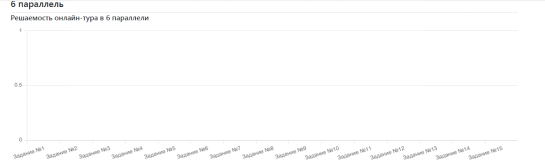 6 параллель
Решаемость онлайн-тура в 6 параллели
1
0.5
0
Задание №1 Задание №2 Задание №3 Задание №4 Задание №5 Задание №6 Задание №7 Задание №8 Задание №9 Задание №10 Задание №11 Задание №12 Задание №13 Задание №14 Задание №15